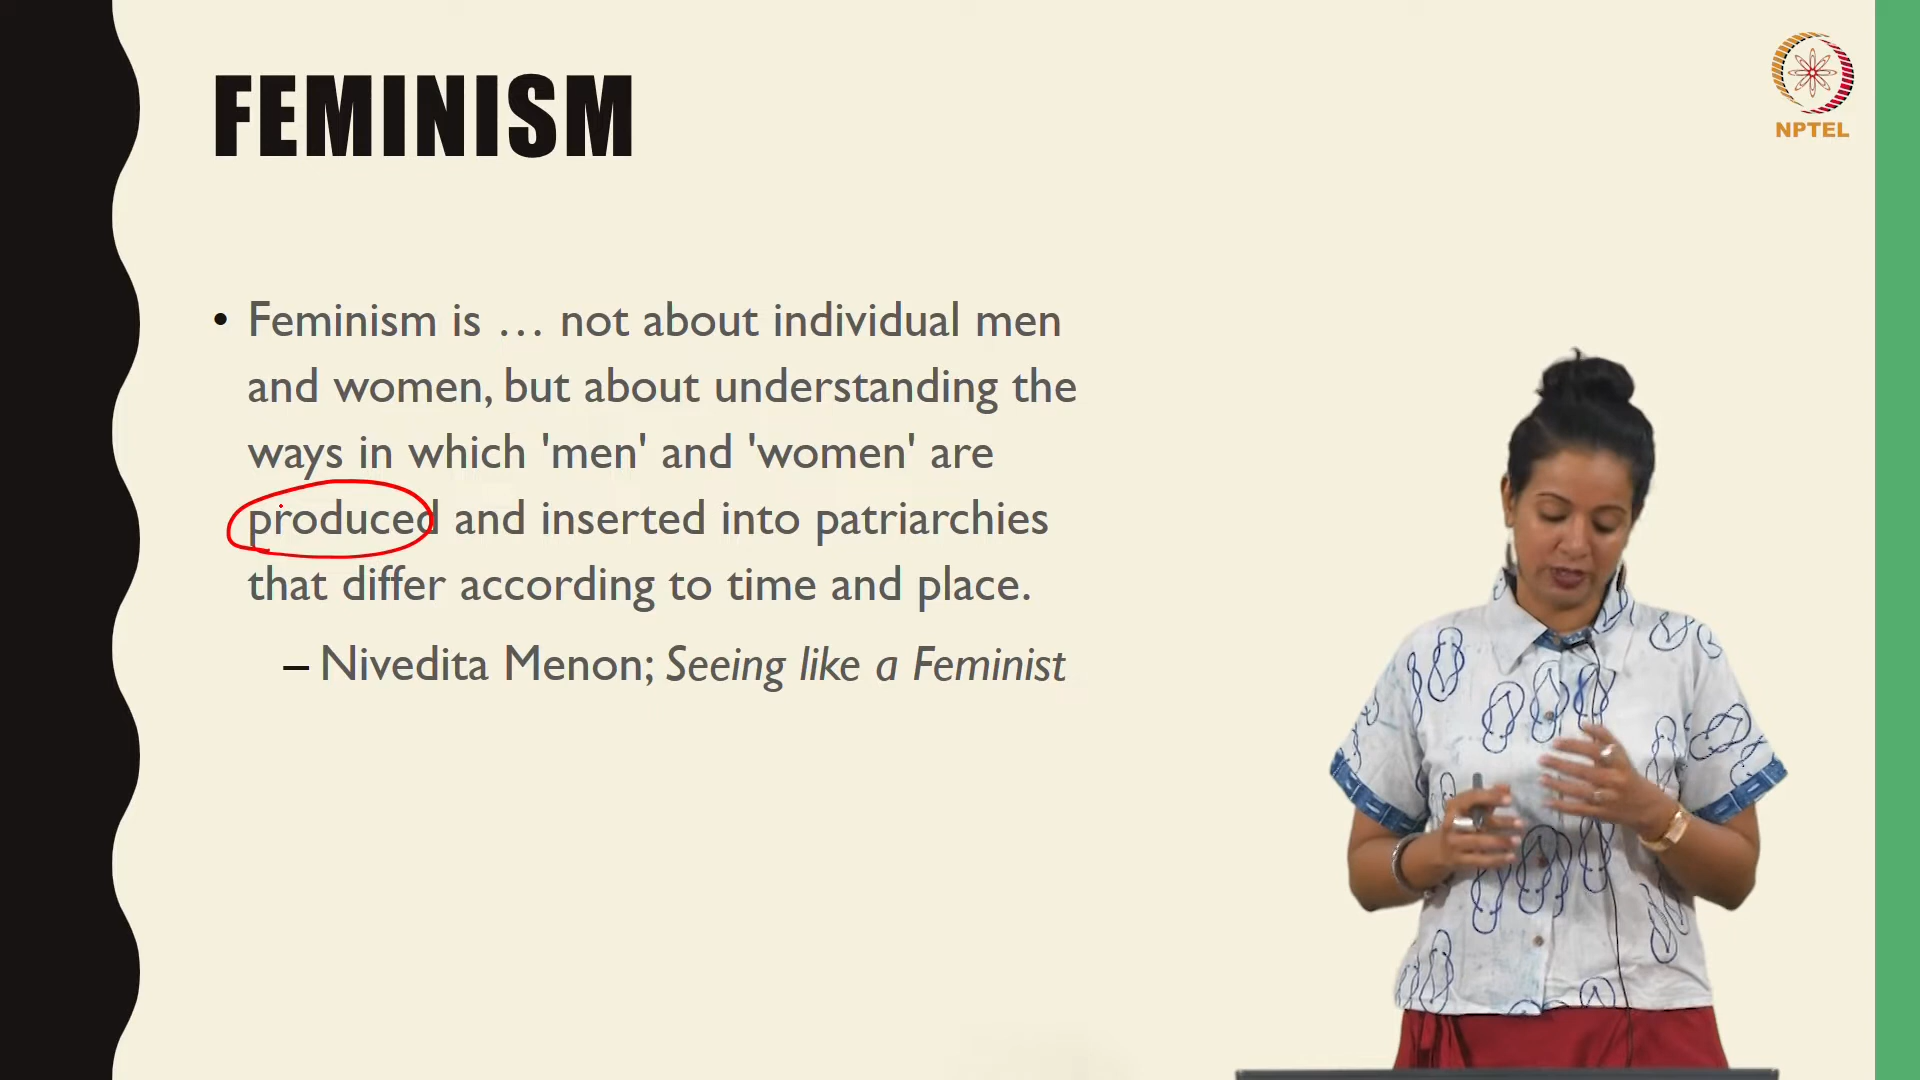 FEMINISM
NPTEL
• Feminism is … not about individual men
and women, but about understanding the
ways in which 'men' and 'women' are
produced and inserted into patriarchies
that differ according to time and place.
– Nivedita Menon; Seeing like a Feminist